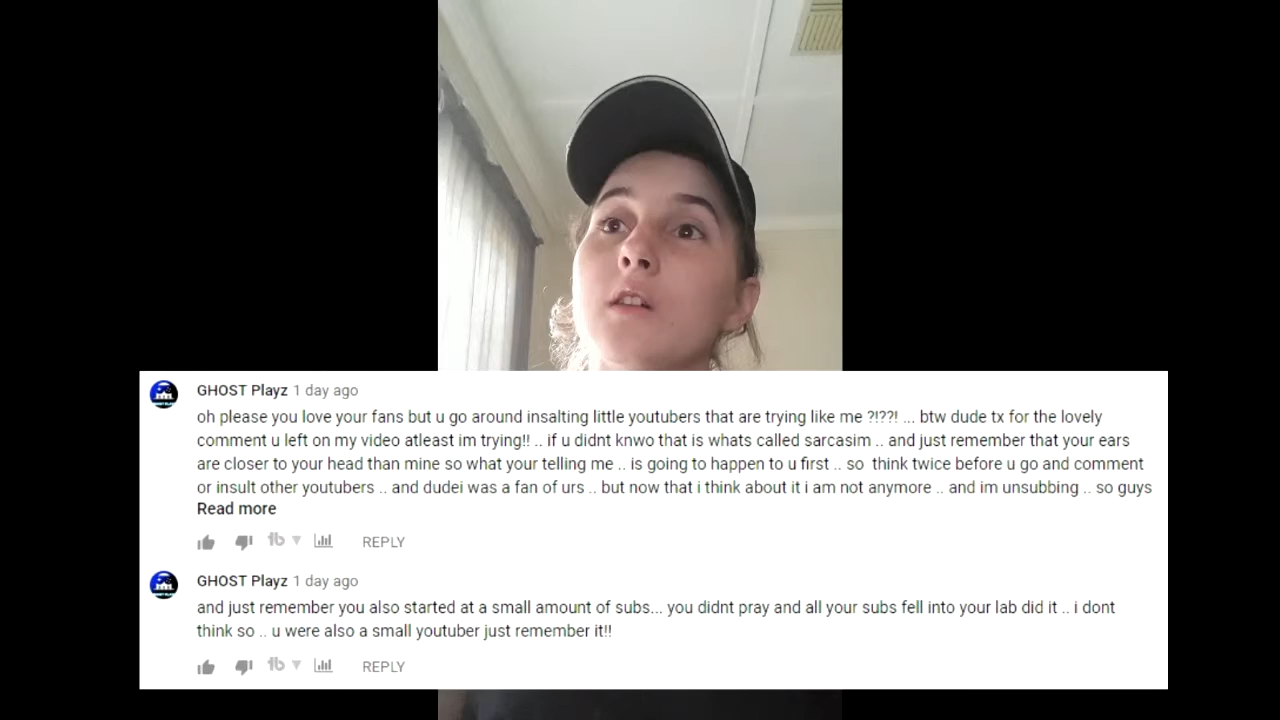 GHOST Playz 1 day ago
oh please you love your fans but u go around insalting little youtubers that are trying like me ?!??! ... btw dude tx for the lovely
comment u left on my video atleast im trying!! .. if u didnt knwo that is whats called sarcasim .. and just remember that your ears
are closer to your head than mine so what your telling me .. is going to happen to u first .. so think twice before u go and comment
or insult other youtubers .. and dudei was a fan of urs .. but now that i think about it i am not anymore .. and im unsubbing .. so guys
Read more
REPLY
GHOST Playz 1 day ago
and just remember you also started at a small amount of subs... you didnt pray and all your subs fell into your lab did it .. i dont
think so .. u were also a small youtuber just remember it!!
REPLY